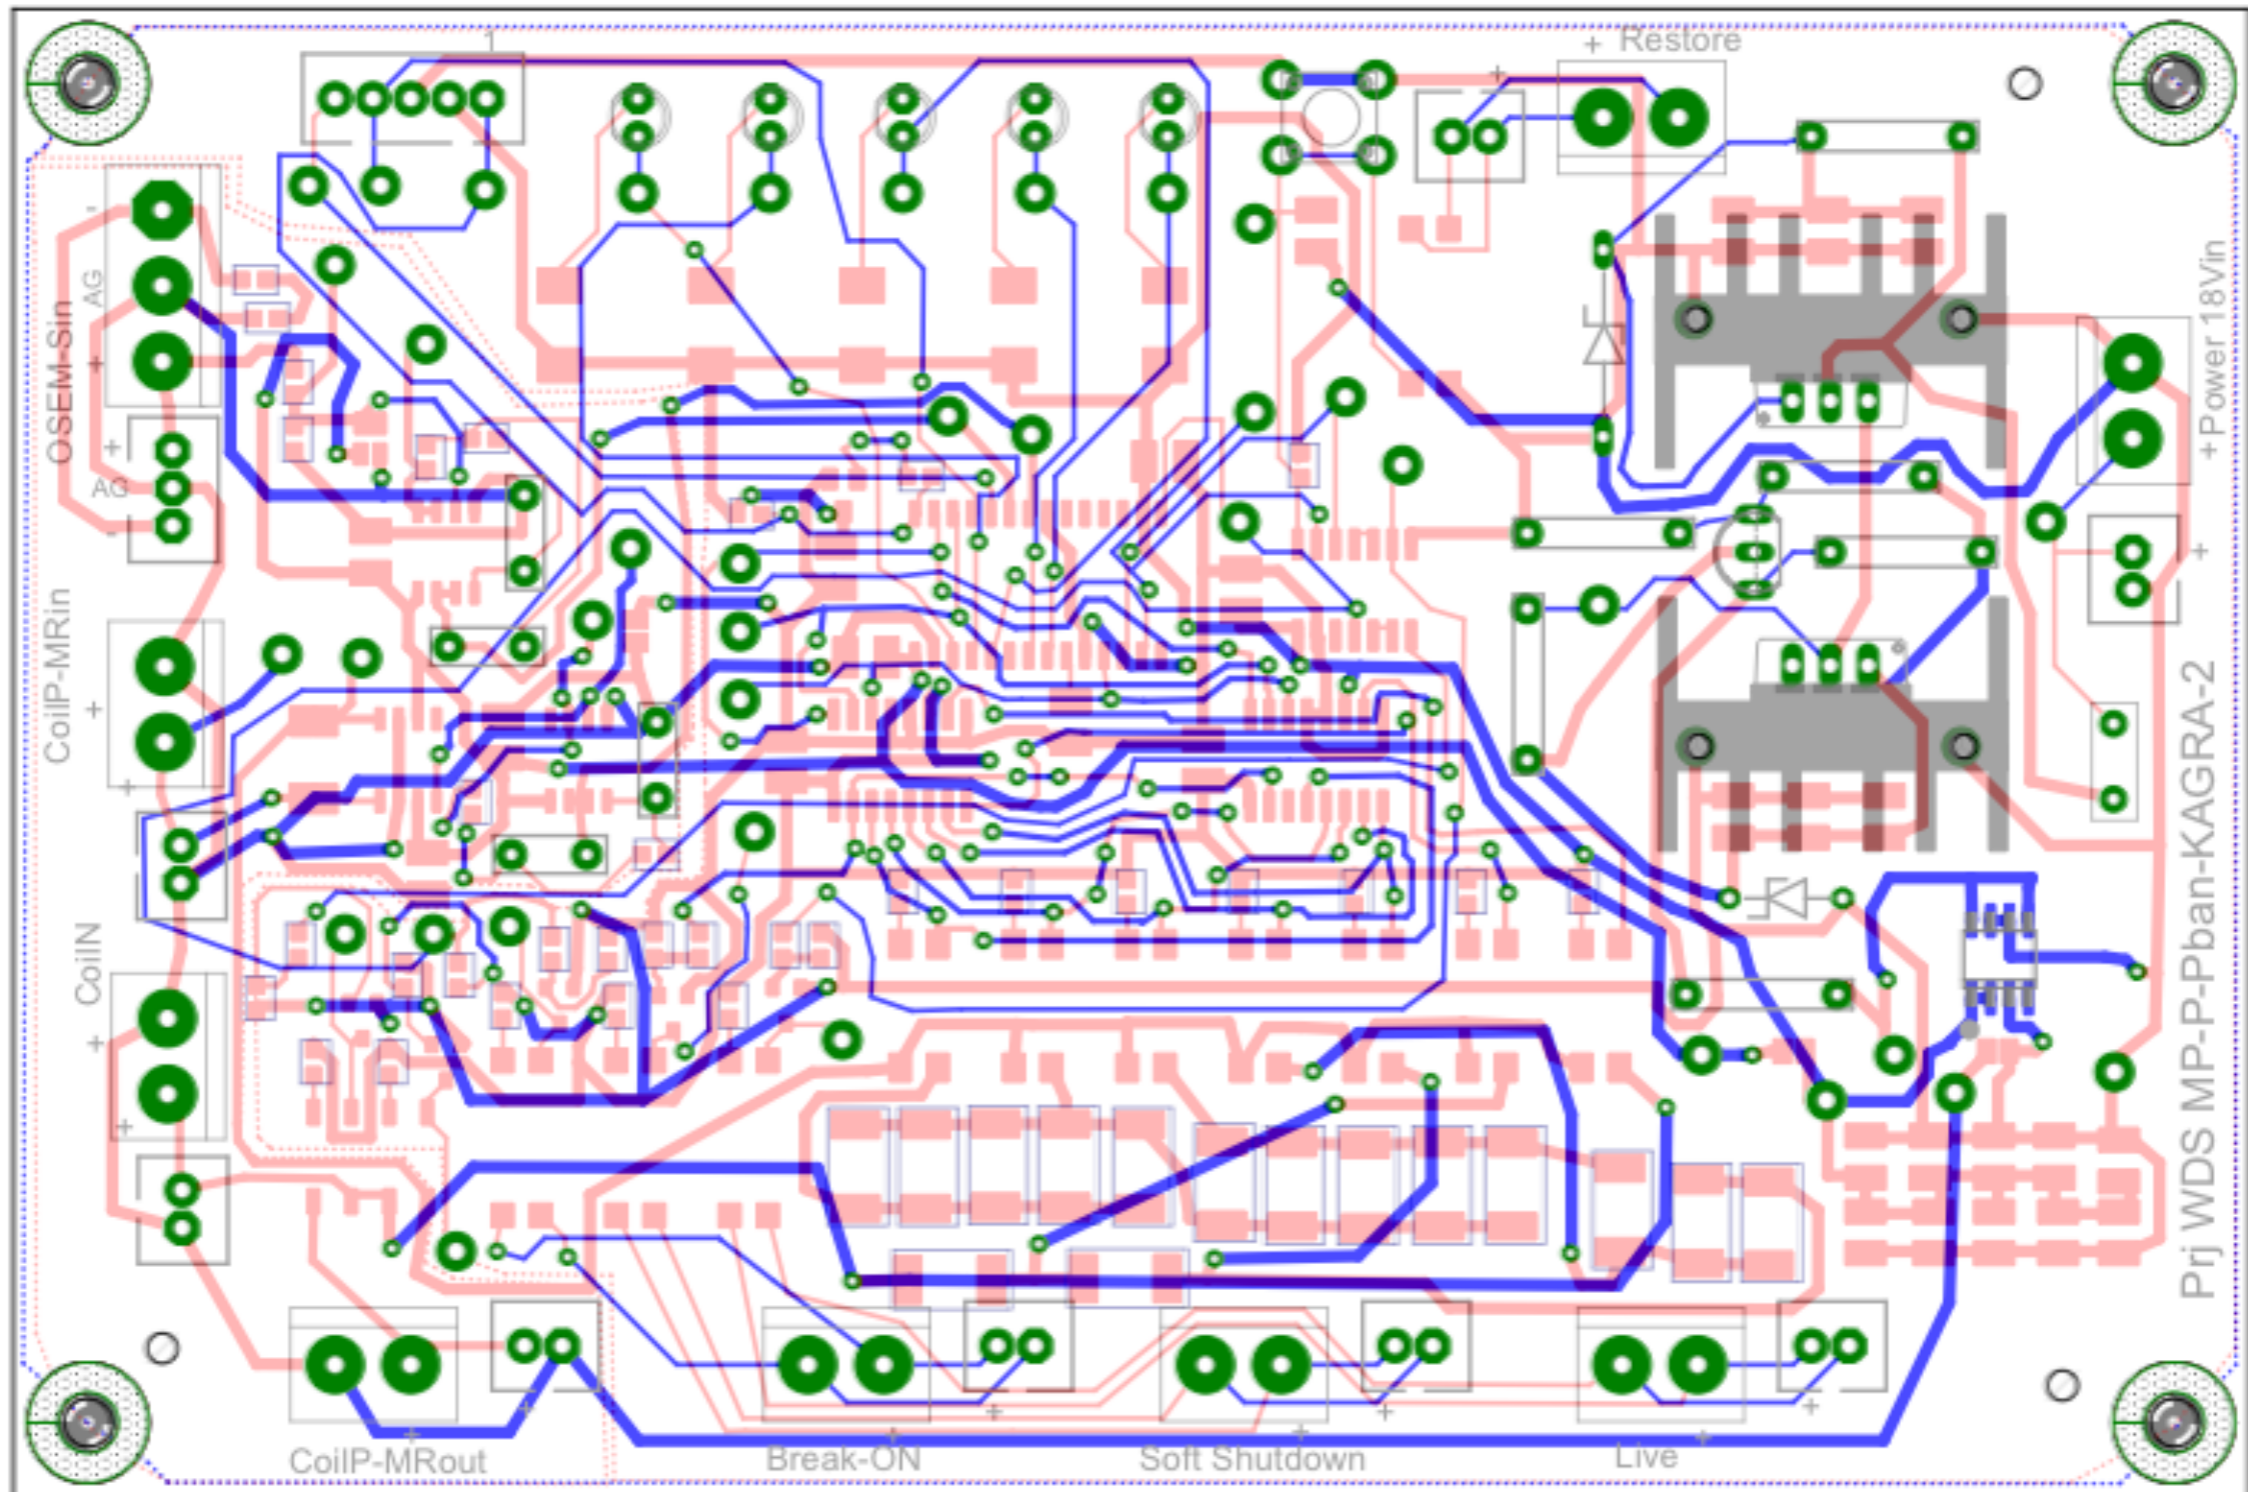 1
+ Restore
+
-
AG
+
OSEM-Sin
+
AG
-
+Power 18Vin
+
CoilP-MRin
+
+
CoilN
+
+
Prj WDS MP-P-Pban-KAGRA-2
+
+
+
+
+
+
+
+
CoilP-MRout
Break-ON
Soft Shutdown
Live